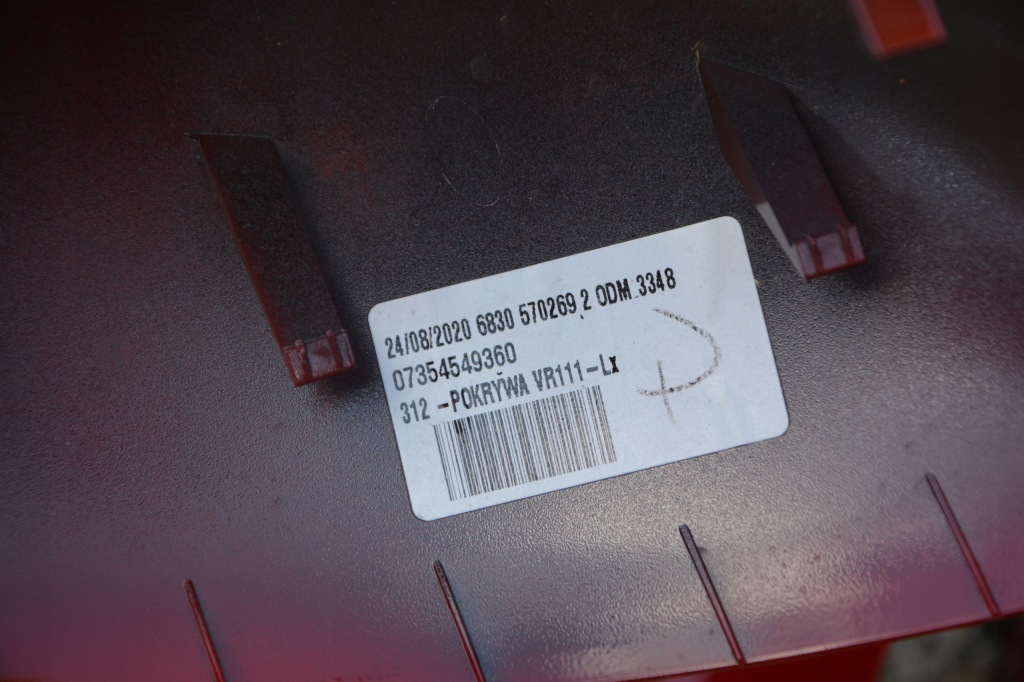 24/08/2020 6830 570269 2 ODM 3348
07354549360
312 -POKRYWA VR111-Lx